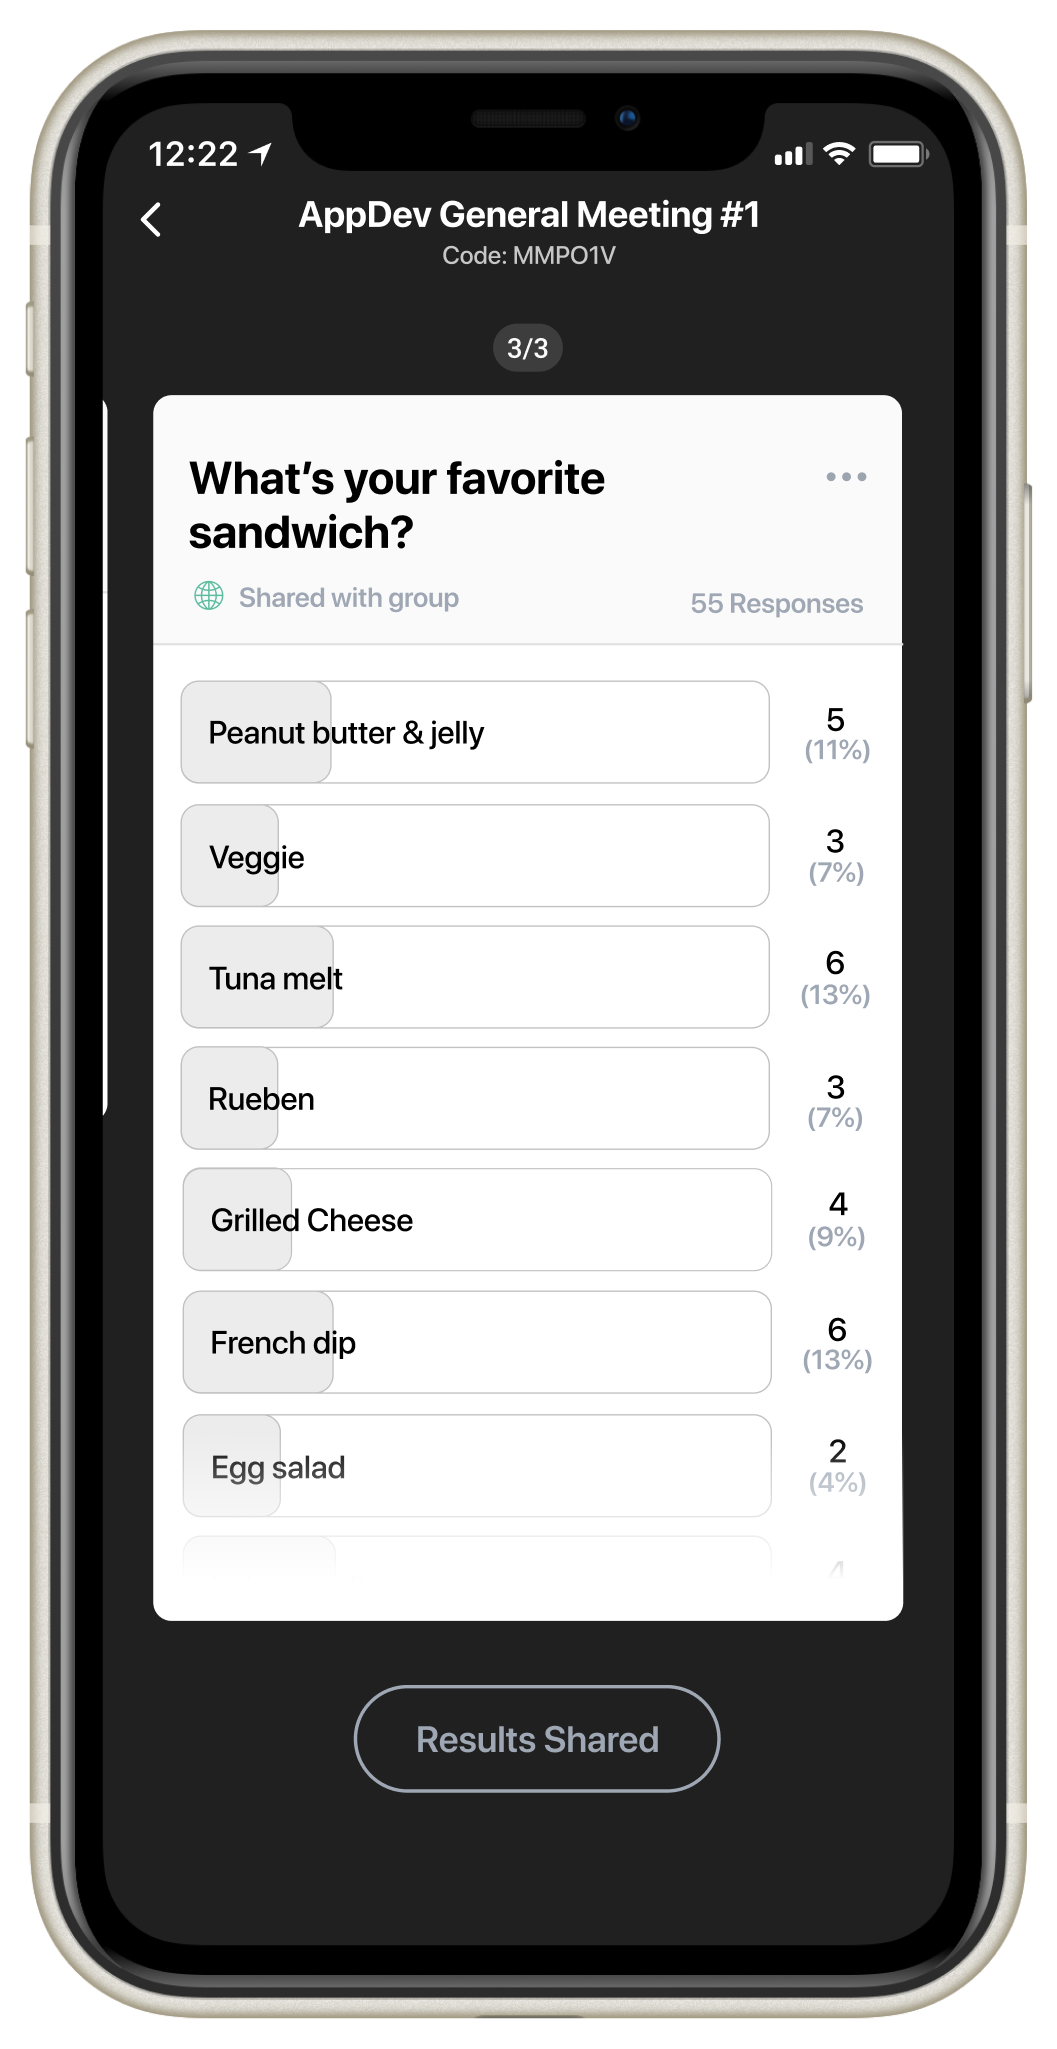 12:22
AppDev General Meeting #1
Code: MMPO1V
3/3
What's your favorite
sandwich?
Shared with group
55 Responses
Peanut butter & jelly
5
(11%)
Veggie
3
(7%)
Tuna melt
6
(13%)
Rueben
3
(7%)
Grilled Cheese
4
(9%)
French dip
6
(13%)
Egg salad
2
(4%)
4
Results Shared